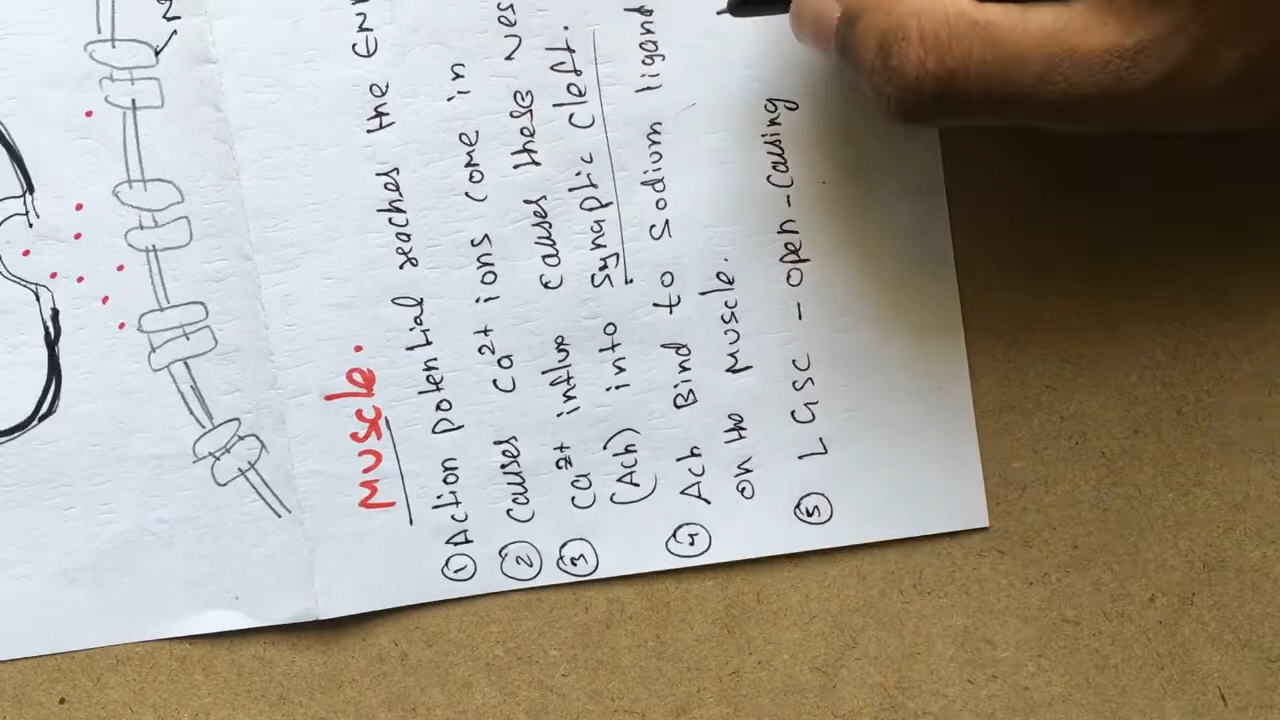 Muscle.
① Action potential reaches the
② causes Ca2+ ions come in
③ Ca2+ influx causes these
(Ach) into Synaptic Cleft.
④ Ach Bind to Sodium ligand
on the Muscle.
⑤ LGSC - open - causing